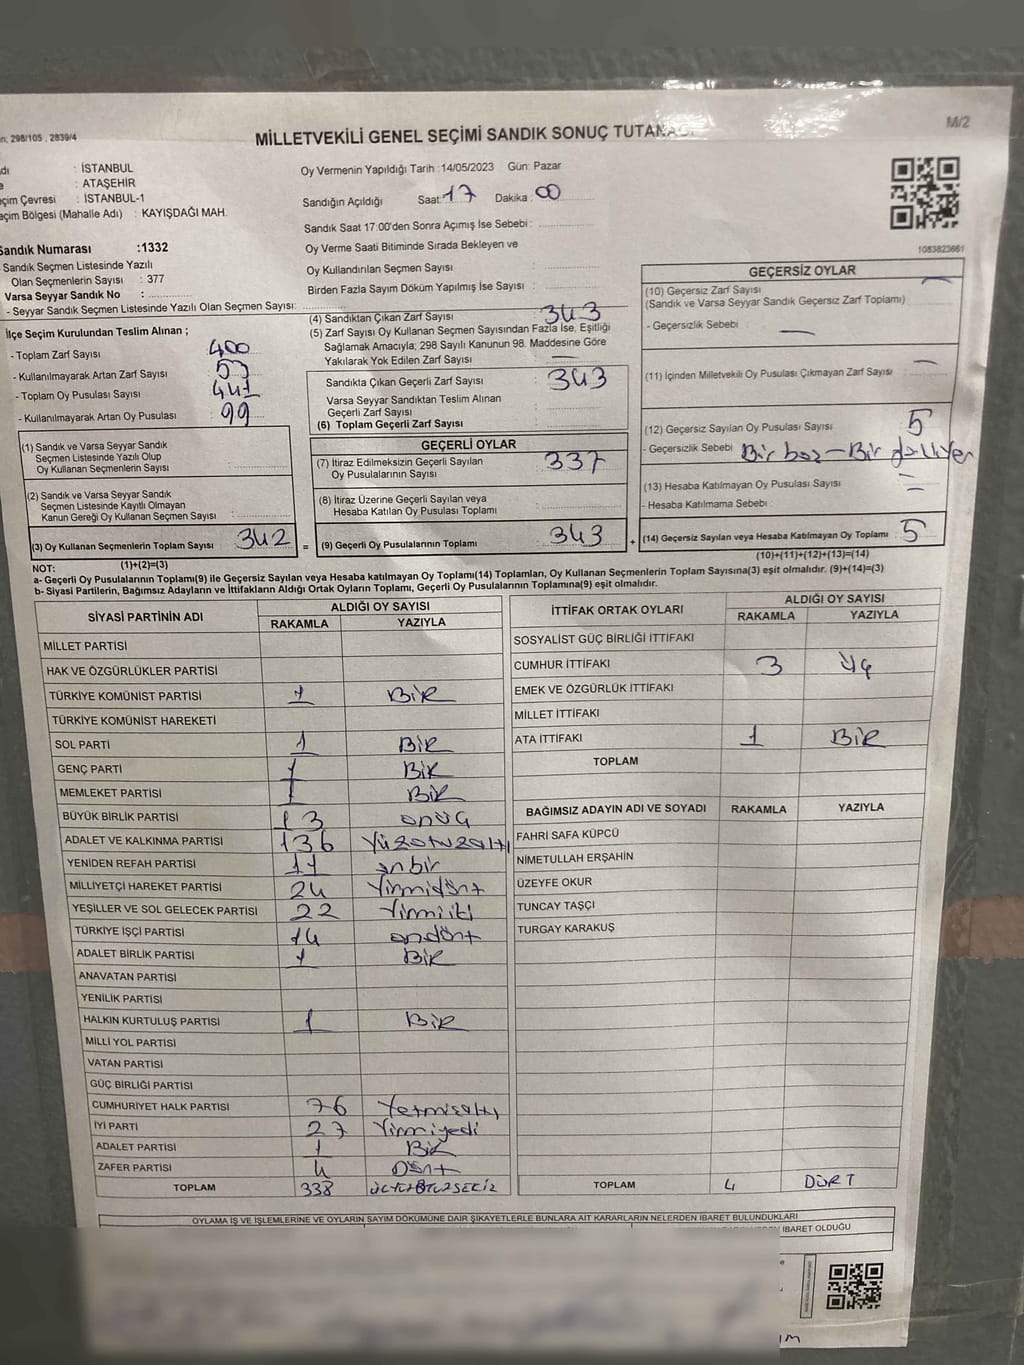 n: 298/105 , 2839/4
MİLLETVEKİLİ GENEL SEÇİMİ SANDIK SONUÇ TUTANA
M/2
dı : İSTANBUL
e : ATAŞEHİR
eçim Çevresi : İSTANBUL-1
eçim Bölgesi (Mahalle Adı) : KAYIŞDAĞI MAH.
Sandık Numarası :1332
Sandık Seçmen Listesinde Yazılı
Olan Seçmenlerin Sayısı : 377
Varsa Seyyar Sandık No :
- Seyyar Sandık Seçmen Listesinde Yazılı Olan Seçmen Sayısı:
Oy Vermenin Yapıldığı Tarih :14/05/2023 Gün: Pazar
Sandığın Açıldığı Saat: 17 Dakika : 00
Sandık Saat 17:00'den Sonra Açımış İse Sebebi :
Oy Verme Saati Bitiminde Sırada Bekleyen ve
Oy Kullandırılan Seçmen Sayısı :
Birden Fazla Sayım Döküm Yapılmış İse Sayısı :
1083823661
İlçe Seçim Kurulundan Teslim Alınan ;
- Toplam Zarf Sayısı : 400
- Kullanılmayarak Artan Zarf Sayısı :
- Toplam Oy Pusulası Sayısı : 441
- Kullanılmayarak Artan Oy Pusulası : 99
(4) Sandıktan Çıkan Zarf Sayısı : 343
(5) Zarf Sayısı Oy Kullanan Seçmen Sayısından Fazla İse, Eşitliği
Sağlamak Amacıyla; 298 Sayılı Kanunun 98. Maddesine Göre
Yakılarak Yok Edilen Zarf Sayısı : —
Sandıkta Çıkan Geçerli Zarf Sayısı : 343
Varsa Seyyar Sandıktan Teslim Alınan
Geçerli Zarf Sayısı :
(6) Toplam Geçerli Zarf Sayısı :
GEÇERSİZ OYLAR
(10) Geçersiz Zarf Sayısı : —
(Sandık ve Varsa Seyyar Sandık Geçersiz Zarf Toplamı)
- Geçersizlik Sebebi : —
(11) İçinden Milletvekili Oy Pusulası Çıkmayan Zarf Sayısı : —
(12) Geçersiz Sayılan Oy Pusulası Sayısı : 5
- Geçersizlik Sebebi : Bir boş – Bir
(13) Hesaba Katılmayan Oy Pusulası Sayısı : —
- Hesaba Katılmama Sebebi : —
(14) Geçersiz Sayılan veya Hesaba Katılmayan Oy Toplamı : 5
(10)+(11)+(12)+(13)=(14)
(1) Sandık ve Varsa Seyyar Sandık
Seçmen Listesinde Yazılı Olup
Oy Kullanan Seçmenlerin Sayısı :
(2) Sandık ve Varsa Seyyar Sandık
Seçmen Listesinde Kayıtlı Olmayan
Kanun Gereği Oy Kullanan Seçmen Sayısı :
(3) Oy Kullanan Seçmenlerin Toplam Sayısı : 342 =
(1)+(2)=(3)
GEÇERLİ OYLAR
(7) İtiraz Edilmeksizin Geçerli Sayılan
Oy Pusulalarının Sayısı : 337
(8) İtiraz Üzerine Geçerli Sayılan veya
Hesaba Katılan Oy Pusulası Toplamı :
(9) Geçerli Oy Pusulalarının Toplamı : 343 +
NOT:
a- Geçerli Oy Pusulalarının Toplamı(9) ile Geçersiz Sayılan veya Hesaba katılmayan Oy Toplamı(14) Toplamları, Oy Kullanan Seçmenlerin Toplam Sayısına(3) eşit olmalıdır. (9)+(14)=(3)
b- Siyasi Partilerin, Bağımsız Adayların ve İttifakların Aldığı Ortak Oyların Toplamı, Geçerli Oy Pusulalarının Toplamına(9) eşit olmalıdır.
SİYASİ PARTİNİN ADI ALDIĞI OY SAYISI
RAKAMLA YAZIYLA
MİLLET PARTİSİ
HAK VE ÖZGÜRLÜKLER PARTİSİ
TÜRKİYE KOMÜNİST PARTİSİ 1 BİR
TÜRKİYE KOMÜNİST HAREKETİ
SOL PARTİ 1 BİR
GENÇ PARTİ 1 BİR
MEMLEKET PARTİSİ 1 BİR
BÜYÜK BİRLİK PARTİSİ 13 onüç
ADALET VE KALKINMA PARTİSİ 136 Yüzotuzaltı
YENİDEN REFAH PARTİSİ 11 onbir
MİLLİYETÇİ HAREKET PARTİSİ 24 Yirmidört
YEŞİLLER VE SOL GELECEK PARTİSİ 22 Yirmiiki
TÜRKİYE İŞÇİ PARTİSİ 14 ondört
ADALET BİRLİK PARTİSİ 1 BİR
ANAVATAN PARTİSİ
YENİLİK PARTİSİ
HALKIN KURTULUŞ PARTİSİ 1 BİR
MİLLİ YOL PARTİSİ
VATAN PARTİSİ
GÜÇ BİRLİĞİ PARTİSİ
CUMHURİYET HALK PARTİSİ 76 Yetmişaltı
İYİ PARTİ 27 Yirmiyedi
ADALET PARTİSİ 1 Bir
ZAFER PARTİSİ 4 Dört
TOPLAM 338 ÜÇYÜZOTUZSEKİZ
İTTİFAK ORTAK OYLARI ALDIĞI OY SAYISI
RAKAMLA YAZIYLA
SOSYALİST GÜÇ BİRLİĞİ İTTİFAKI
CUMHUR İTTİFAKI 3 Üç
EMEK VE ÖZGÜRLÜK İTTİFAKI
MİLLET İTTİFAKI
ATA İTTİFAKI 1 BİR
TOPLAM
BAĞIMSIZ ADAYIN ADI VE SOYADI RAKAMLA YAZIYLA
FAHRİ SAFA KÜPCÜ
NİMETULLAH ERŞAHİN
ÜZEYFE OKUR
TUNCAY TAŞÇI
TURGAY KARAKUŞ
TOPLAM 4 DÖRT
OYLAMA İŞ VE İŞLEMLERİNE VE OYLARIN SAYIM DÖKÜMÜNE DAİR ŞİKAYETLERLE BUNLARA AİT KARARLARIN NELERDEN İBARET BULUNDUKLARI
İBARET OLDUĞU